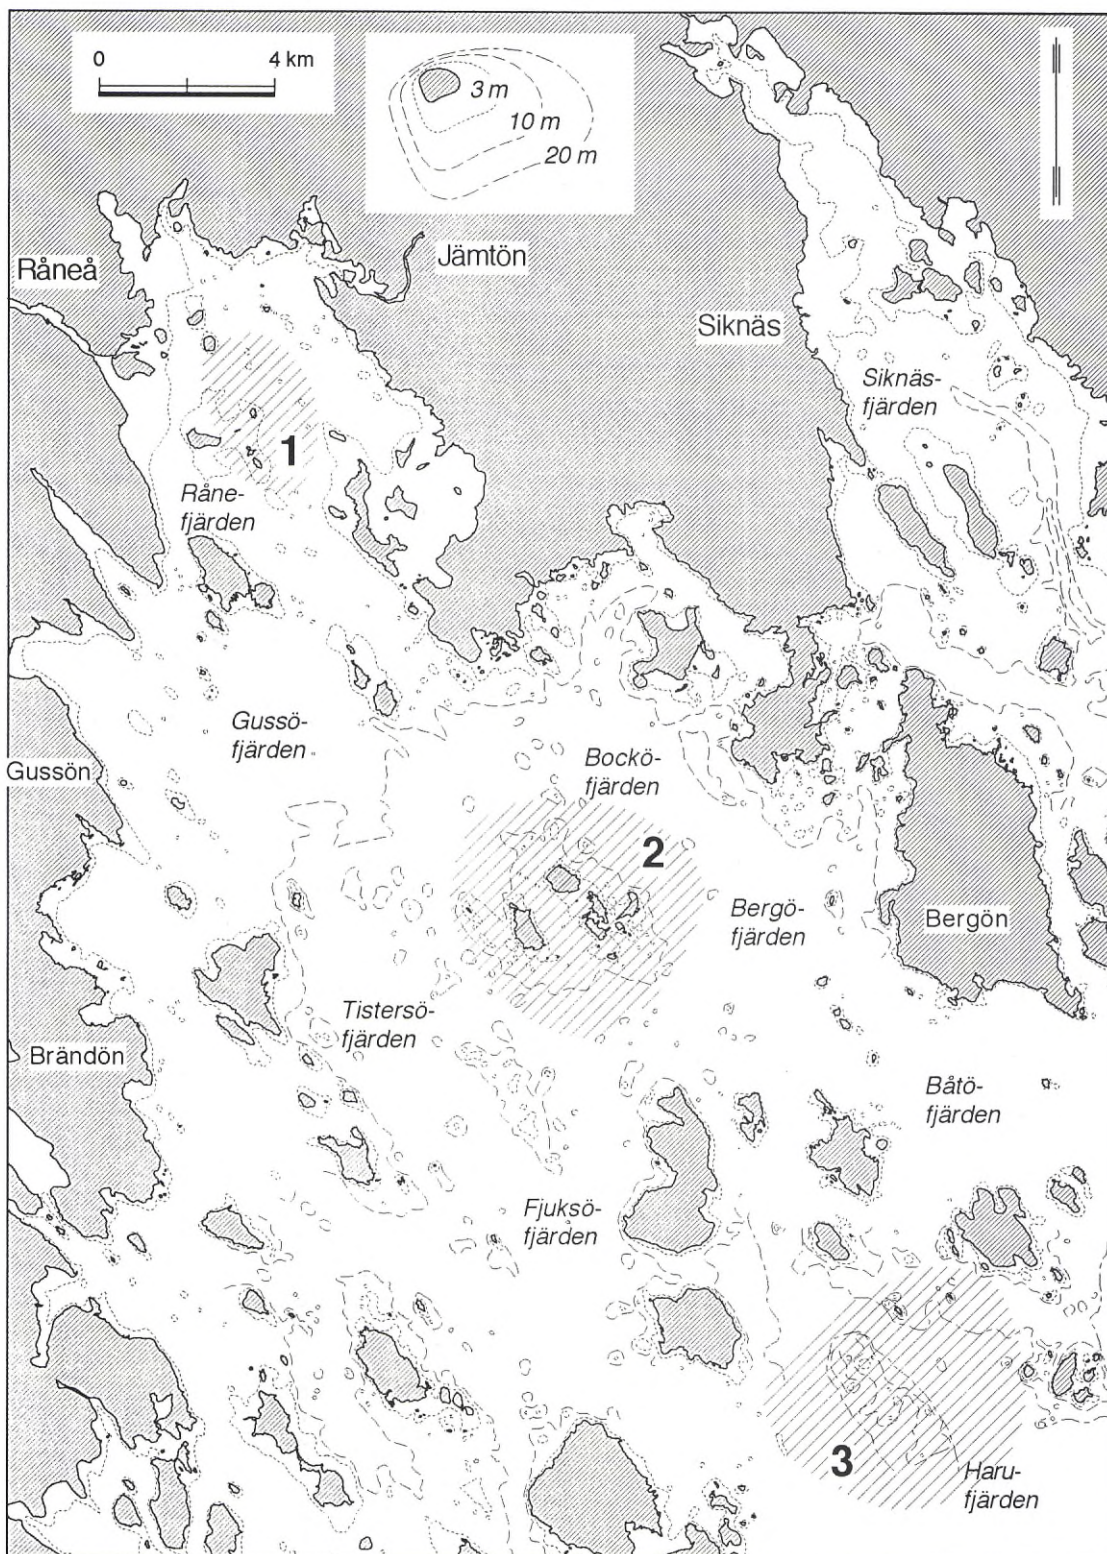 0 4 km
3 m
10 m
20 m
Råneå
Jämtön
Siknäs
Siknäs-
fjärden
1
Råne-
fjärden
Gussö-
fjärden
Gussön
Bockö-
fjärden
2
Bergö-
fjärden
Bergön
Tistersö-
fjärden
Brändön
Båtö-
fjärden
Fjuksö-
fjärden
3
Haru-
fjärden